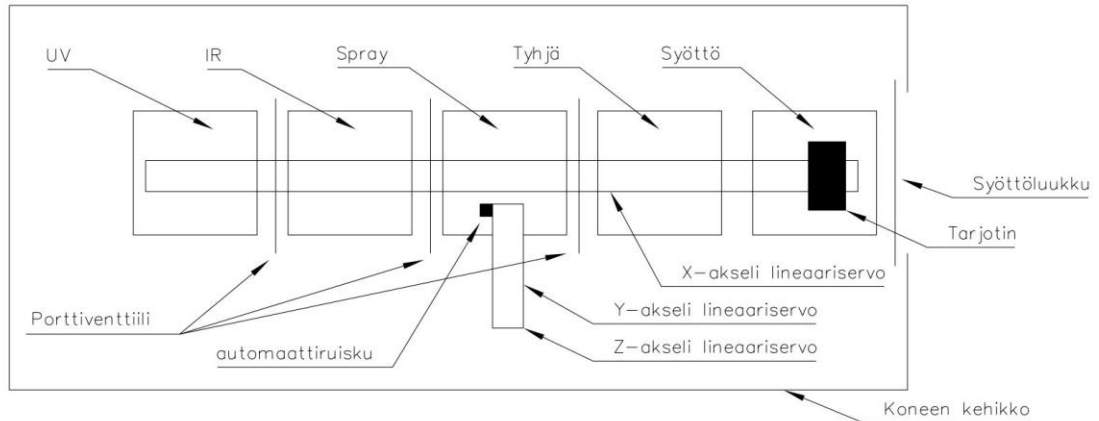 UV
IR
Spray
Tyhjä
Syöttö
Syöttöluukku
Tarjotin
X-akseli lineaariservo
Y-akseli lineaariservo
Porttiventtiili
Z-akseli lineaariservo
automaattiruisku
Koneen kehikko